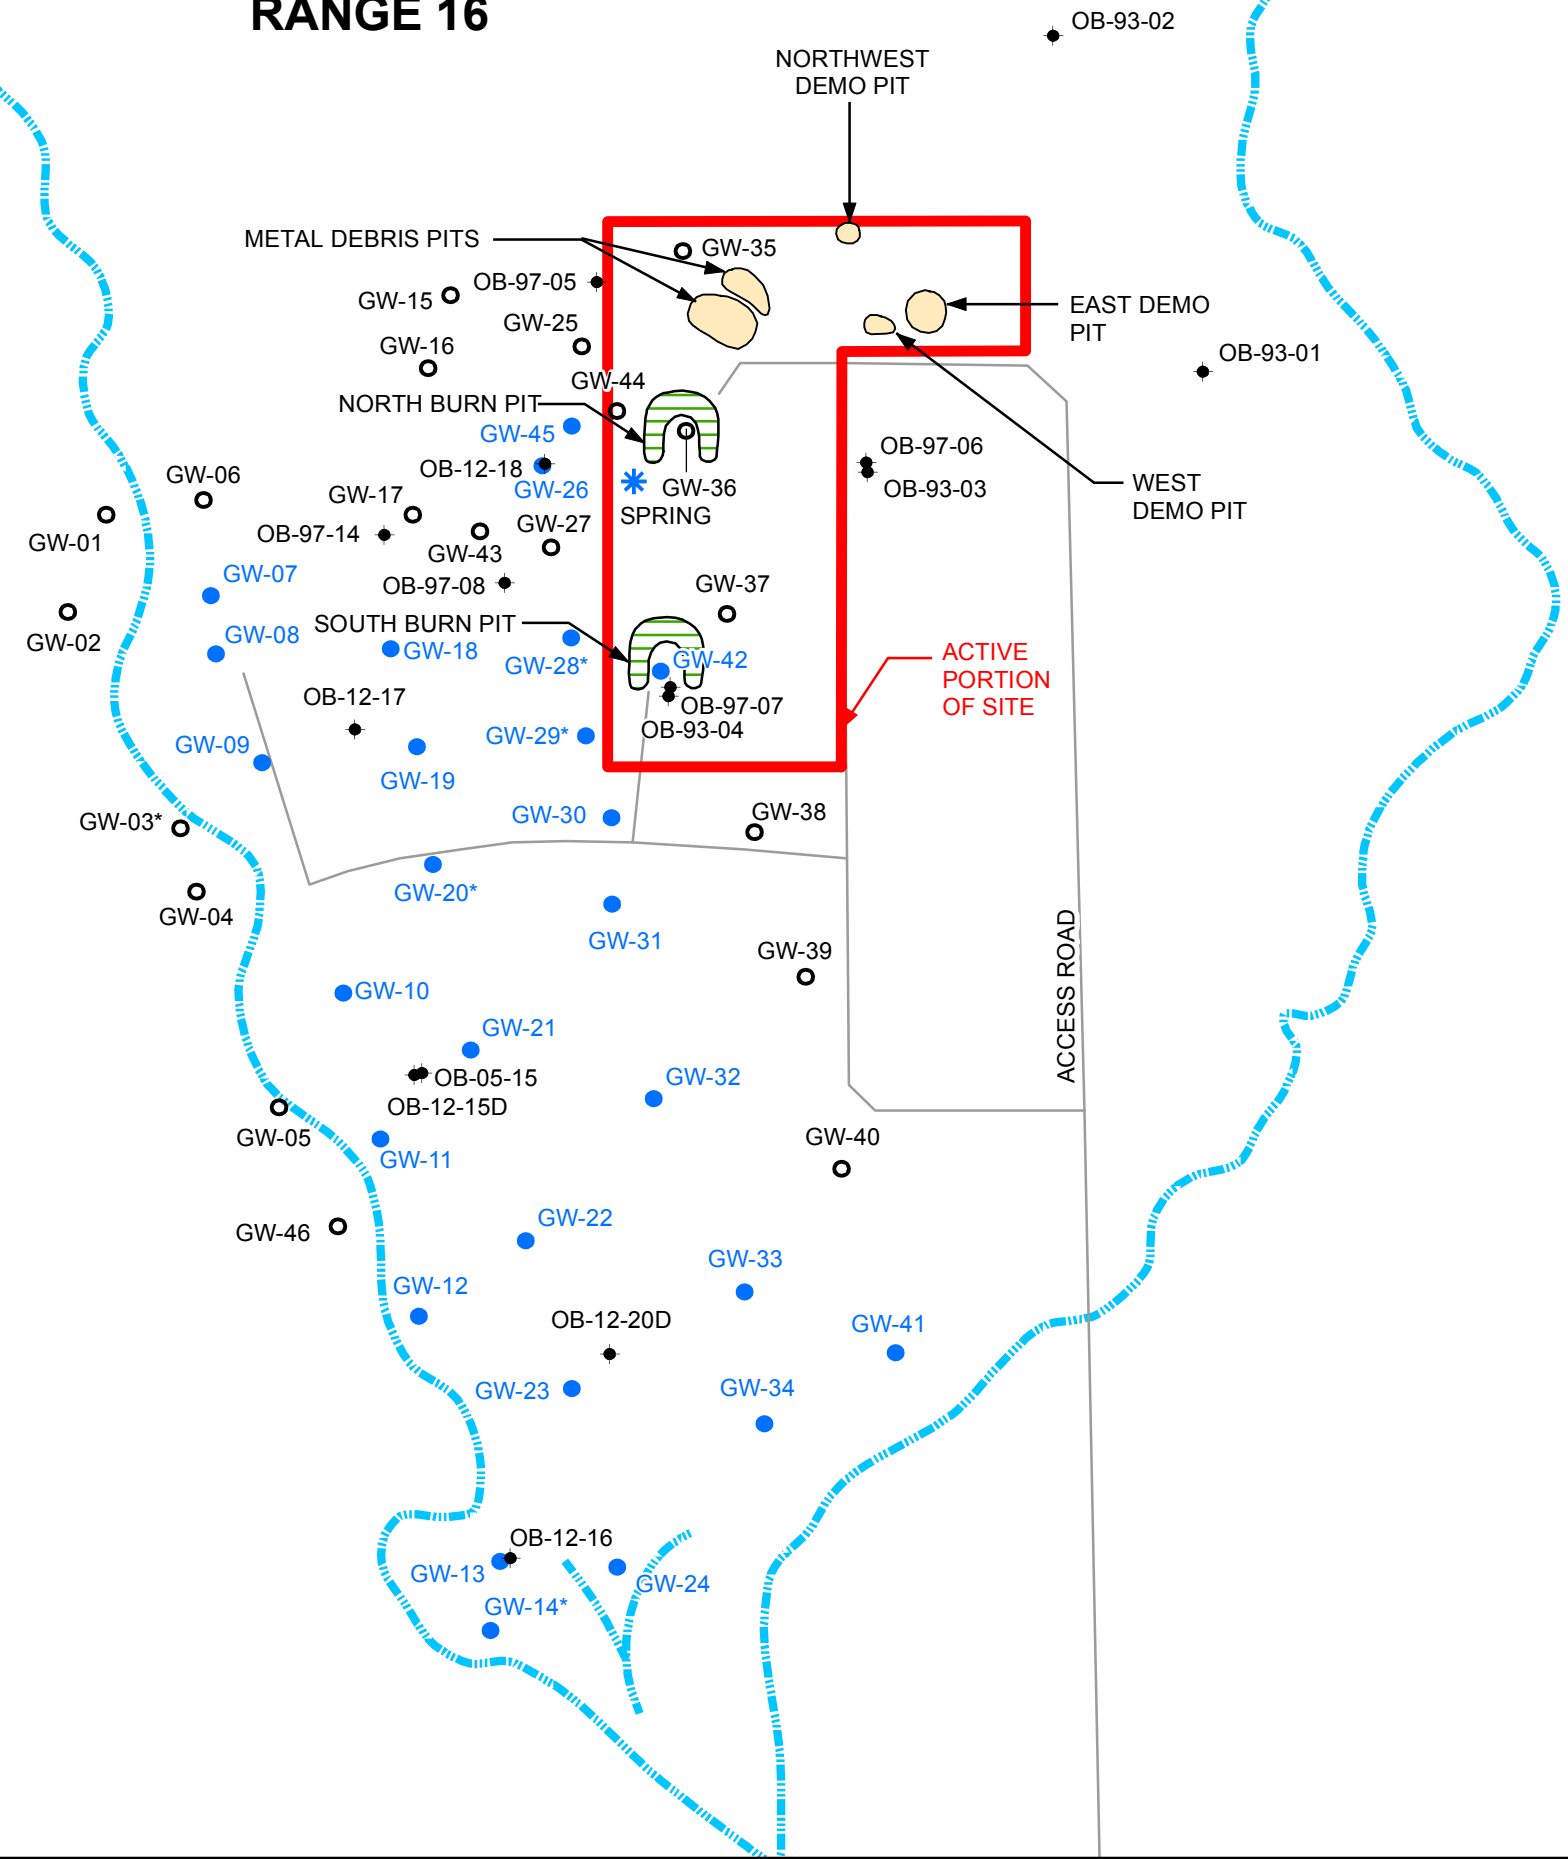 RANGE 16
OB-93-02
NORTHWEST
DEMO PIT
METAL DEBRIS PITS
GW-35
OB-97-05
GW-15
EAST DEMO
PIT
GW-25
GW-16
OB-93-01
GW-44
NORTH BURN PIT
GW-45
OB-97-06
OB-12-18
GW-06
GW-26
GW-36
OB-93-03
WEST
DEMO PIT
GW-17
SPRING
GW-27
OB-97-14
GW-01
GW-43
GW-07
OB-97-08
GW-37
SOUTH BURN PIT
GW-08
GW-02
GW-18
GW-28*
GW-42
ACTIVE
PORTION
OF SITE
OB-12-17
OB-97-07
OB-93-04
GW-29*
GW-09
GW-19
GW-30
GW-38
GW-03*
GW-20*
GW-04
GW-31
GW-39
ACCESS ROAD
GW-10
GW-21
OB-05-15
GW-32
OB-12-15D
GW-05
GW-40
GW-11
GW-22
GW-46
GW-33
GW-12
OB-12-20D
GW-41
GW-23
GW-34
OB-12-16
GW-13
GW-24
GW-14*